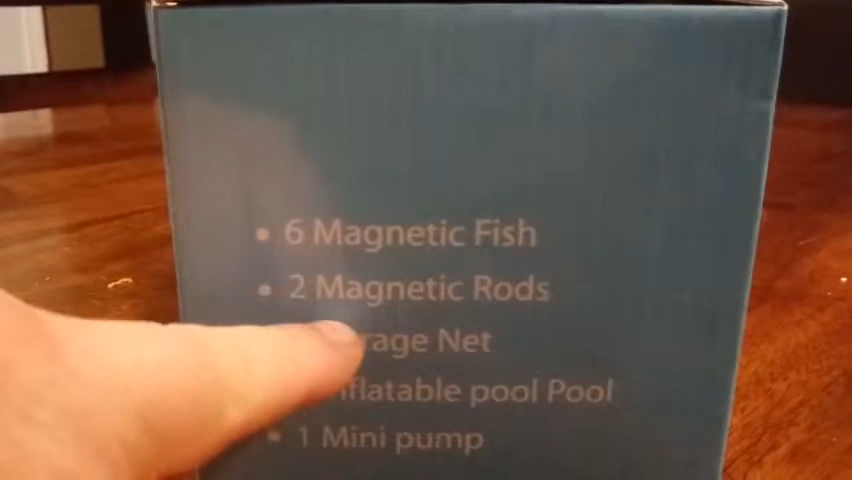 • 6 Magnetic Fish
• 2 Magnetic Rods
Net
pool Pool
• 1 Mini pump